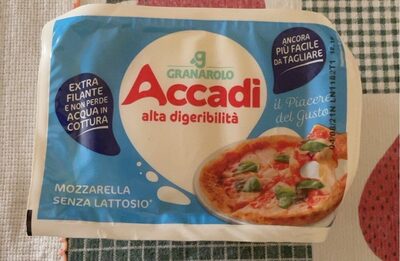 GRANAROLO
Accadi
alta digeribilità
EXTRA
FILANTE
E NON PERDE
ACQUA IN
COTTURA
ANCORA
PIÙ FACILE
DA TAGLIARE
il Piacere
del Gusto
MOZZARELLA
SENZA LATTOSIO*